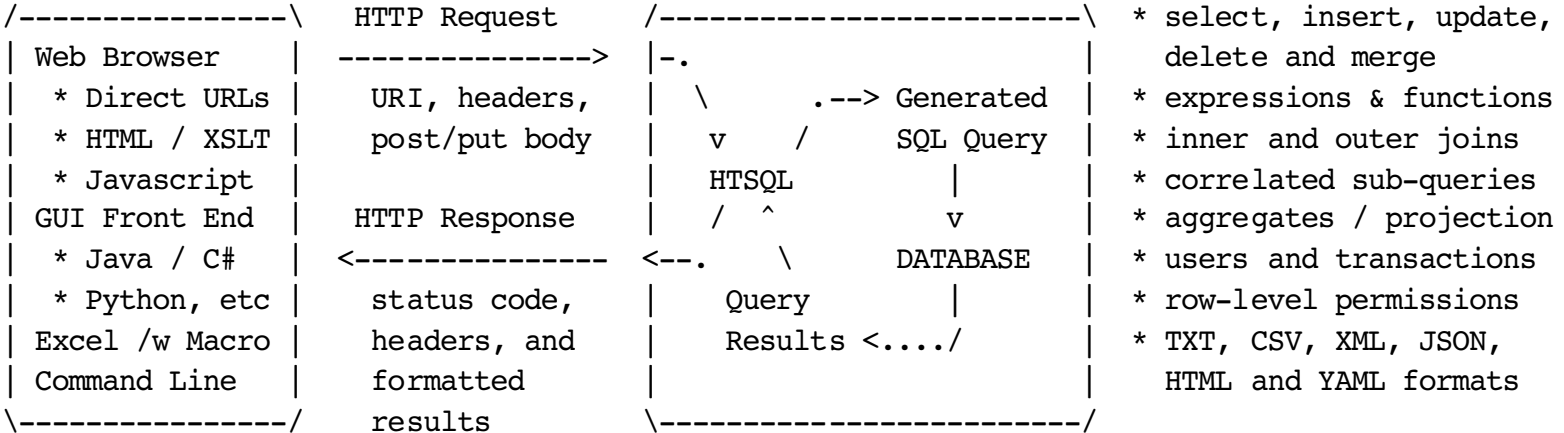 /----------------\   HTTP Request     /-------------------------\  * select, insert, update,
| Web Browser    |  --------------->  |-.                       |    delete and merge
|  * Direct URLs |    URI, headers,   |  \      .--> Generated  |  * expressions & functions
|  * HTML / XSLT |    post/put body   |   v    /     SQL Query  |  * inner and outer joins
|  * Javascript  |                    |   HTSQL         |       |  * correlated sub-queries
| GUI Front End  |   HTTP Response    |   /  ^          v       |  * aggregates / projection
|  * Java / C#   |  <---------------  <--.    \      DATABASE   |  * users and transactions
|  * Python, etc |    status code,    |    Query        |       |  * row-level permissions
| Excel /w Macro |    headers, and    |    Results <..../       |  * TXT, CSV, XML, JSON,
| Command Line   |    formatted       |                         |    HTML and YAML formats
\----------------/    results         \-------------------------/